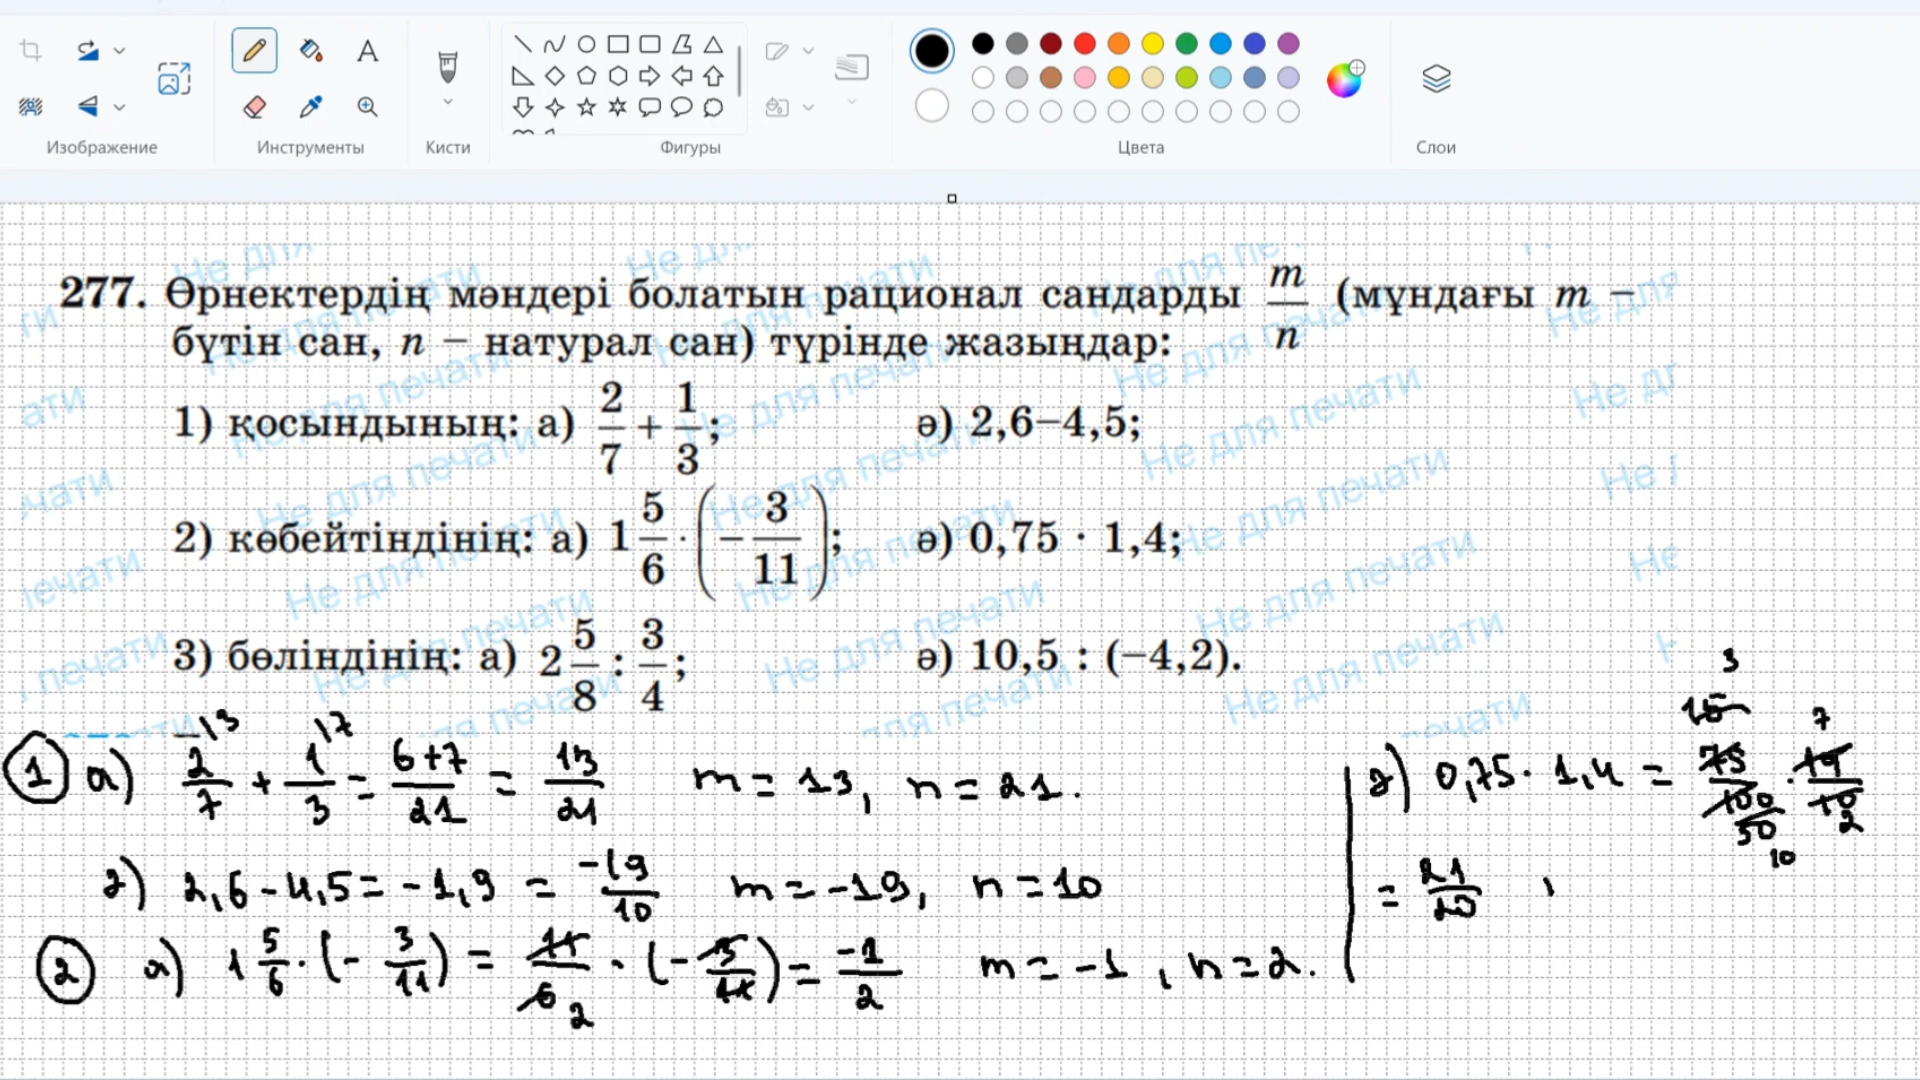 Изображение
Инструменты
Кисти
Фигуры
Цвета
Слои
277. Өрнектердің мәндері болатын рационал сандарды m/n (мұндағы m –
бүтін сан, n – натурал сан) түрінде жазыңдар:
1) қосындының: а) 2/7 + 1/3; ә) 2,6–4,5;
2) көбейтіндінің: а) 1 5/6 · (– 3/11); ә) 0,75 · 1,4;
3) бөліндінің: а) 2 5/8 : 3/4; ә) 10,5 : (–4,2).
Не для печати
1 а) 2/7 + 1/3 = 6+7/21 = 13/21 m = 13, n = 21.
ә) 2,6 - 4,5 = -1,9 = -19/10 m = -19, n = 10
2 а) 1 5/6 · (- 3/11) = 11/6 · (- 3/11) = -1/2 m = -1, n = 2.
ә) 0,75 · 1,4 = 75/100 · 14/10
= 21/20